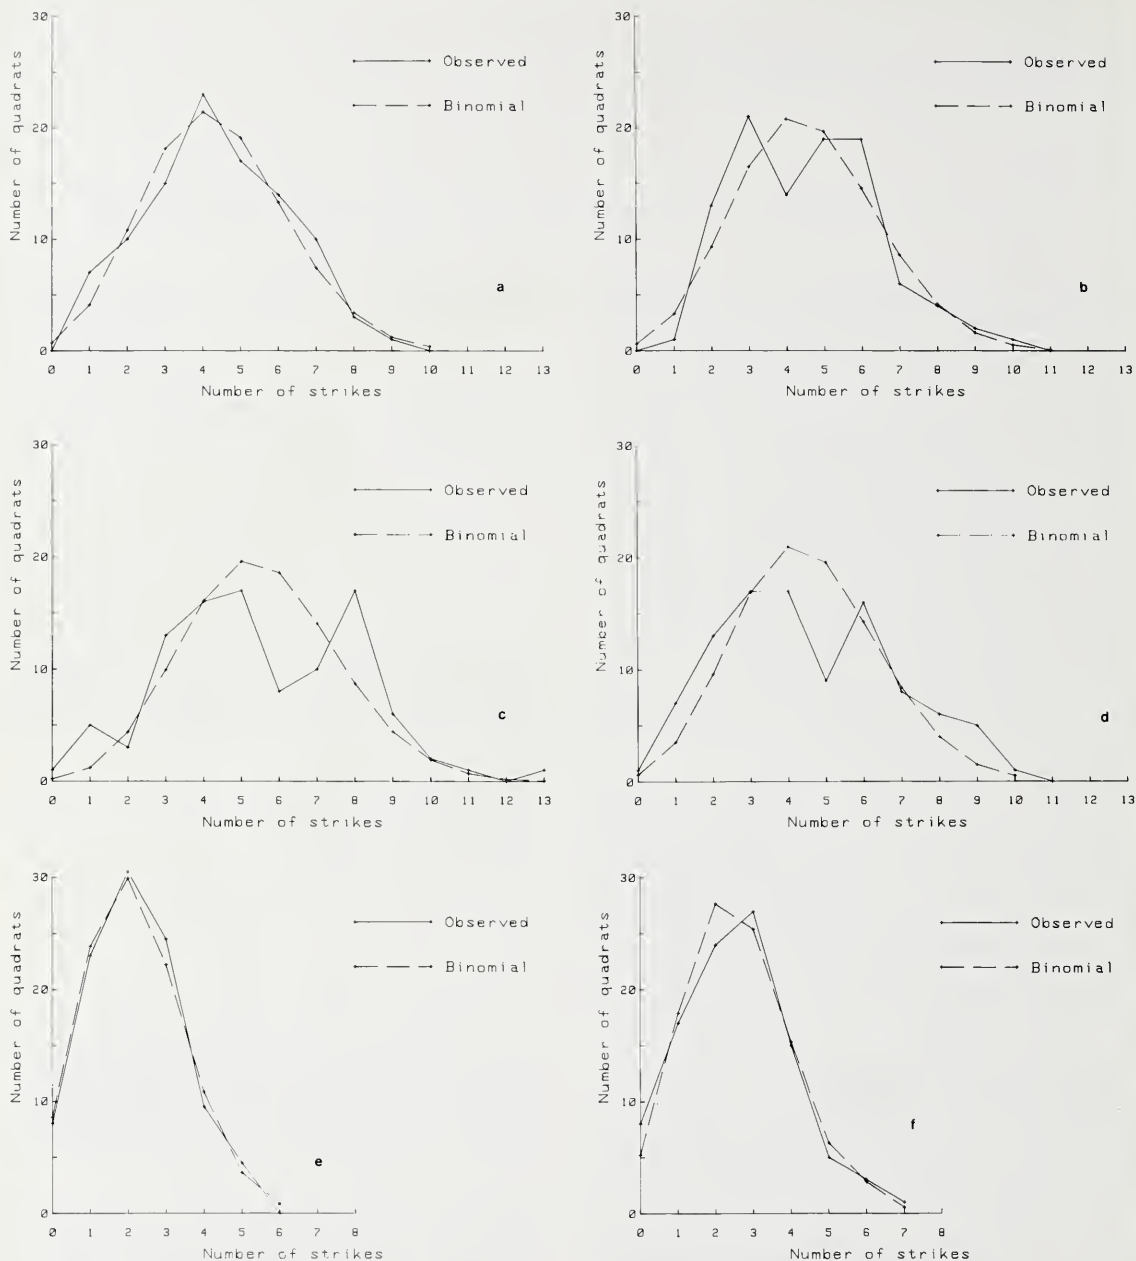 30
20
10
0
Number of quadrats
Observed
Binomial
a
0 1 2 3 4 5 6 7 8 9 10 11 12 13
Number of strikes
30
20
10
0
Number of quadrats
Observed
Binomial
b
0 1 2 3 4 5 6 7 8 9 10 11 12 13
Number of strikes
30
20
10
0
Number of quadrats
Observed
Binomial
c
0 1 2 3 4 5 6 7 8 9 10 11 12 13
Number of strikes
30
20
10
0
Number of quadrats
Observed
Binomial
d
0 1 2 3 4 5 6 7 8 9 10 11 12 13
Number of strikes
30
20
10
0
Number of quadrats
Observed
Binomial
e
0 1 2 3 4 5 6 7 8
Number of strikes
30
20
10
0
Number of quadrats
Observed
Binomial
f
0 1 2 3 4 5 6 7 8
Number of strikes